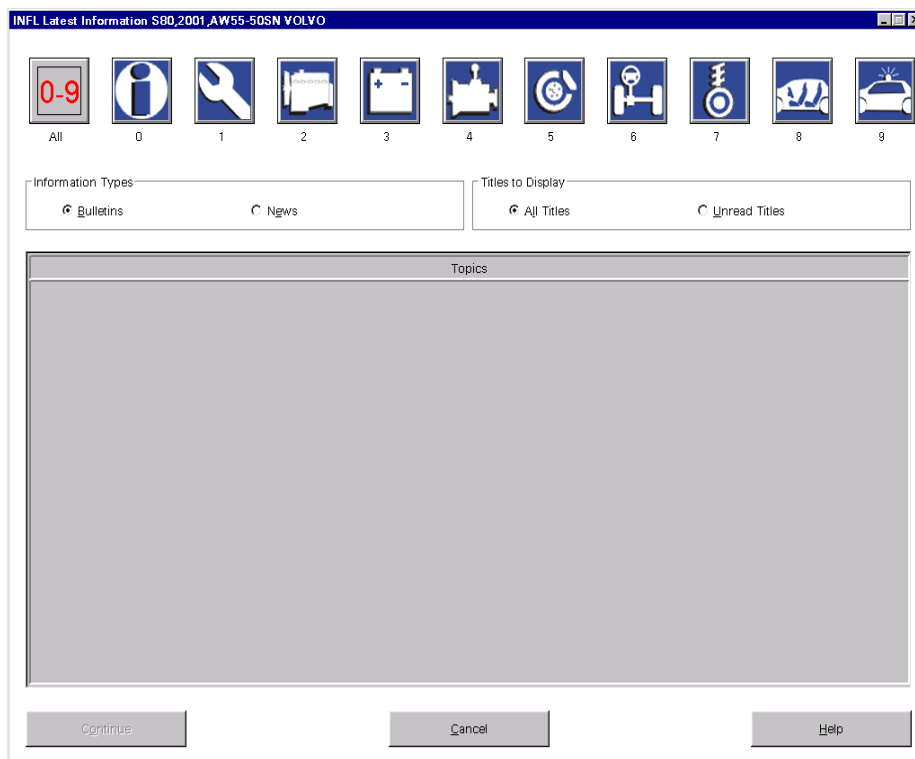 INFL Latest Information S80,2001,AW55-50SN VOLVO
0-9
All 0 1 2 3 4 5 6 7 8 9
Information Types Titles to Display
Bulletins News All Titles Unread Titles
Topics
Continue Cancel Help